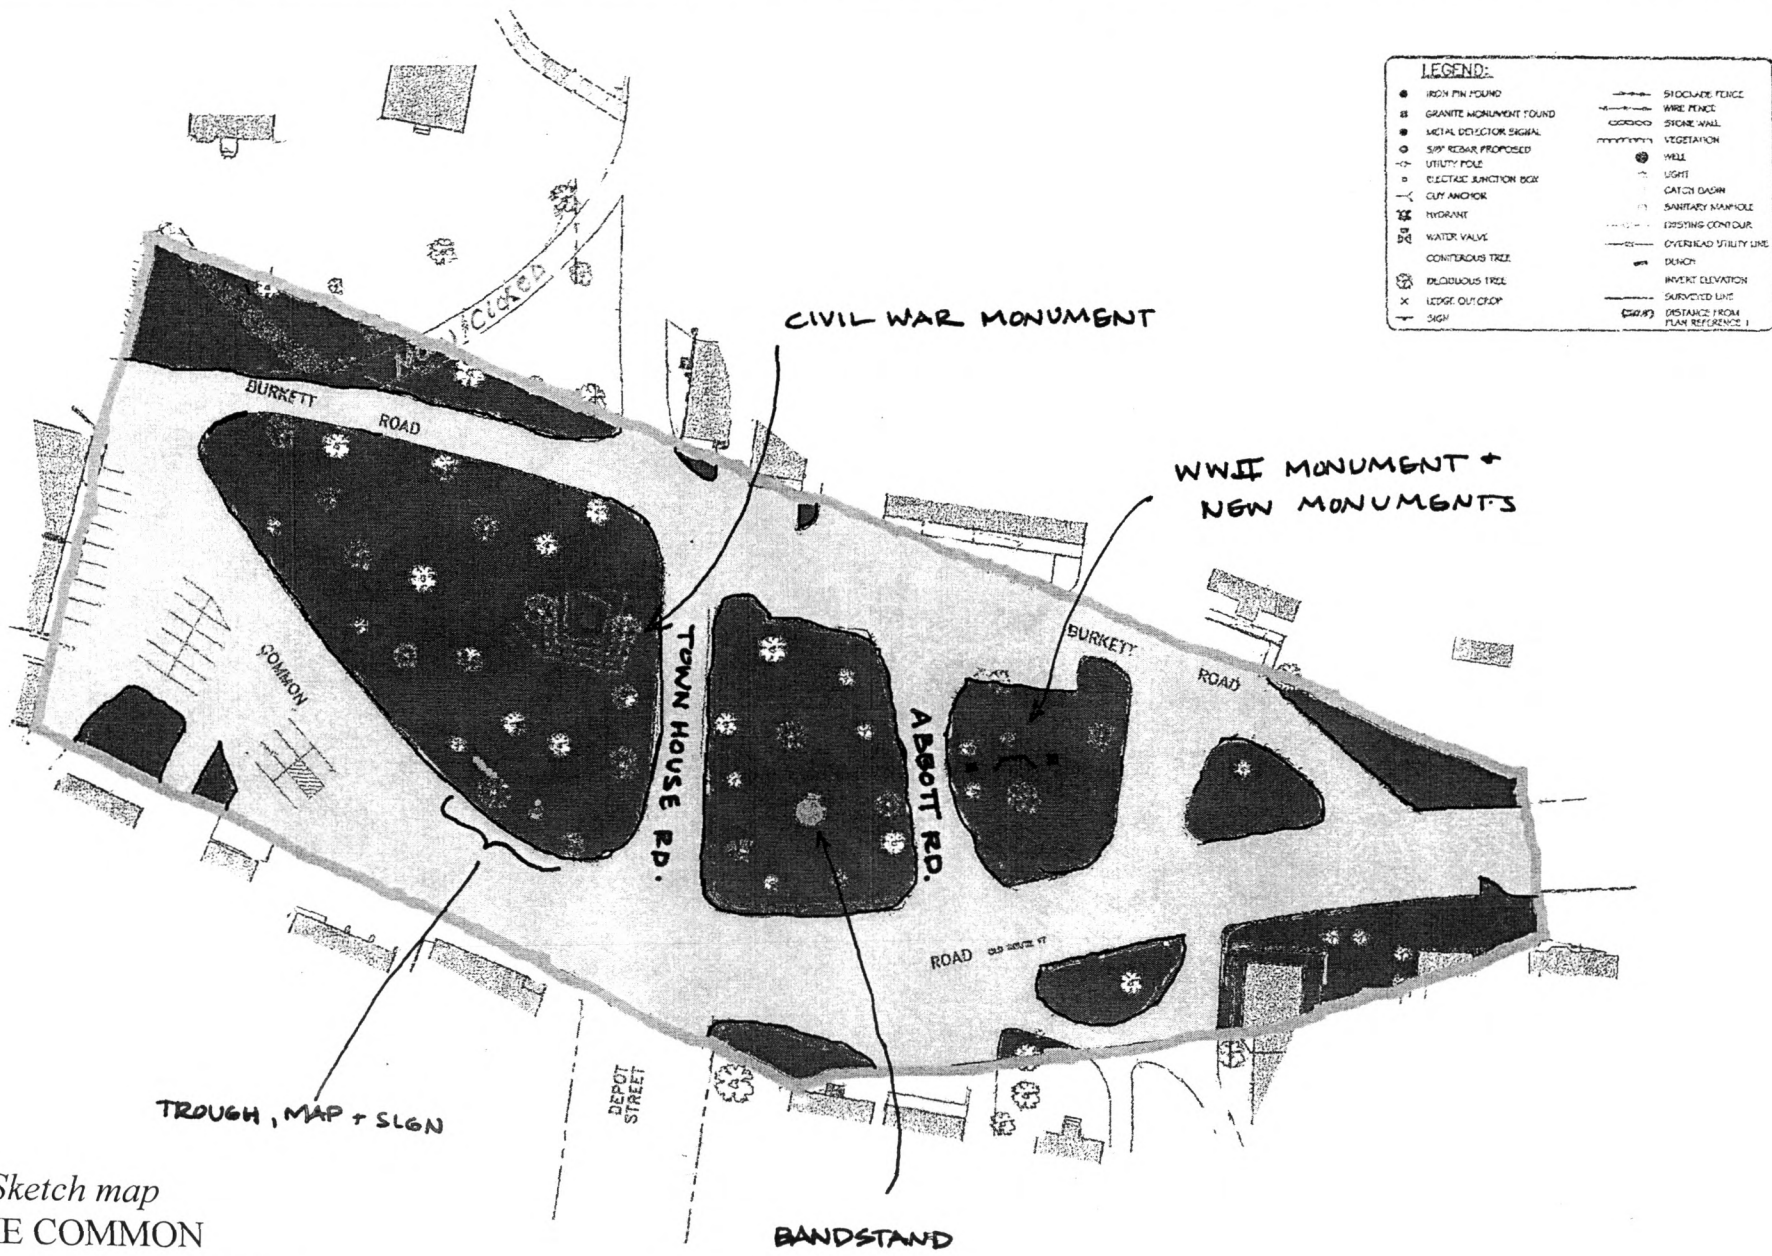 LEGEND:
IRON PIN FOUND
GRANITE MONUMENT FOUND
METAL DETECTOR SIGNAL
5/8" REBAR PROPOSED
UTILITY POLE
ELECTRIC JUNCTION BOX
GUY ANCHOR
HYDRANT
WATER VALVE
CONIFEROUS TREE
DECIDUOUS TREE
LEDGE OUTCROP
SIGN
STOCKADE FENCE
WIRE FENCE
STONE WALL
VEGETATION
WELL
LIGHT
CATCH BASIN
SANITARY MANHOLE
EXISTING CONTOUR
OVERHEAD UTILITY LINE
BENCH
INVERT ELEVATION
SURVEYED LINE
DISTANCE FROM
PLAN REFERENCE 1
CIVIL WAR MONUMENT
BURKETT
ROAD
WWII MONUMENT +
NEW MONUMENTS
COMMON
TOWN HOUSE RD.
ABBOTT RD.
BURKETT
ROAD
ROAD
DEPOT
STREET
TROUGH, MAP + SIGN
BANDSTAND
Sketch map
E COMMON